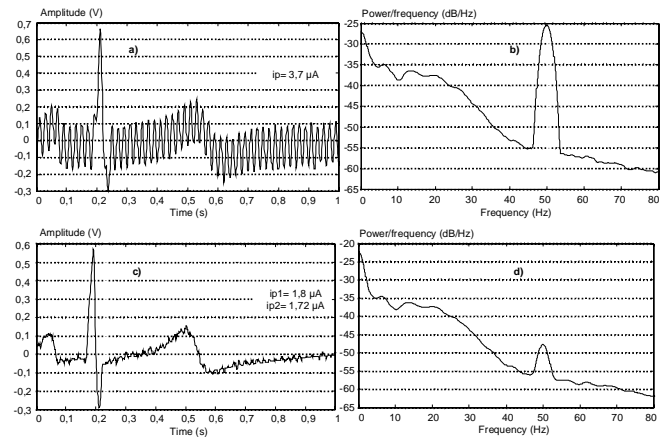 Amplitude (V)
0,7
0,6
0,5
0,4
0,3
0,2
0,1
0
-0,1
-0,2
-0,3
a)
ip= 3,7 µA
0 0,1 0,2 0,3 0,4 0,5 0,6 0,7 0,8 0,9 1
Time (s)
Power/frequency (dB/Hz)
-25
-30
-35
-40
-45
-50
-55
-60
-65
b)
0 10 20 30 40 50 60 70 80
Frequency (Hz)
Amplitude (V)
0,6
0,5
0,4
0,3
0,2
0,1
0
-0,1
-0,2
-0,3
c)
ip1= 1,8 µA
ip2= 1,72 µA
0 0,1 0,2 0,3 0,4 0,5 0,6 0,7 0,8 0,9 1
Time (s)
Power/frequency (dB/Hz)
-20
-25
-30
-35
-40
-45
-50
-55
-60
-65
d)
0 10 20 30 40 50 60 70 80
Frequency (Hz)